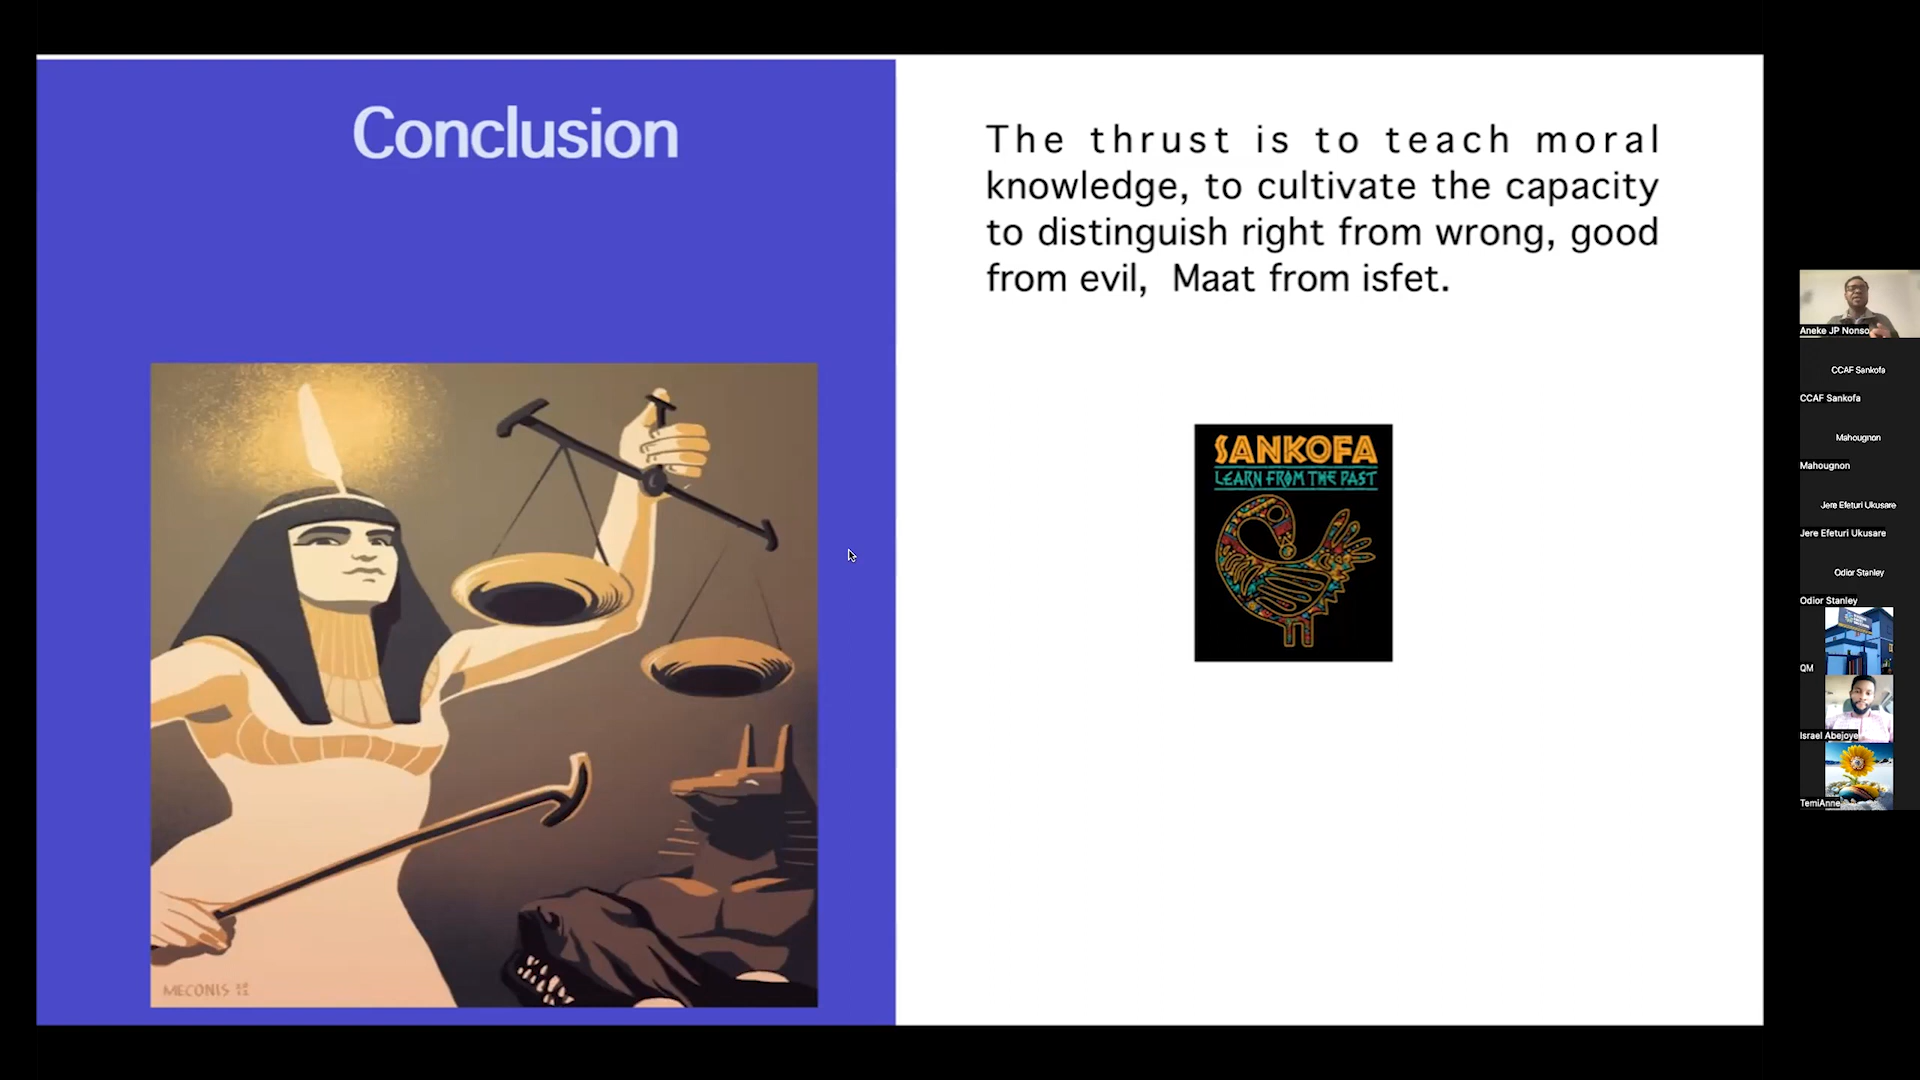 Conclusion
The thrust is to teach moral
knowledge, to cultivate the capacity
to distinguish right from wrong, good
from evil, Maat from isfet.
SANKOFA
LEARN FROM THE PAST
MECONIS
Aneke JP Nonso
CCAF Sankofa
CCAF Sankofa
Mahougnon
Mahougnon
Jere Efeturi Ukusare
Jere Efeturi Ukusare
Odior Stanley
Odior Stanley
QM
Israel Abejoye
TemiAnne